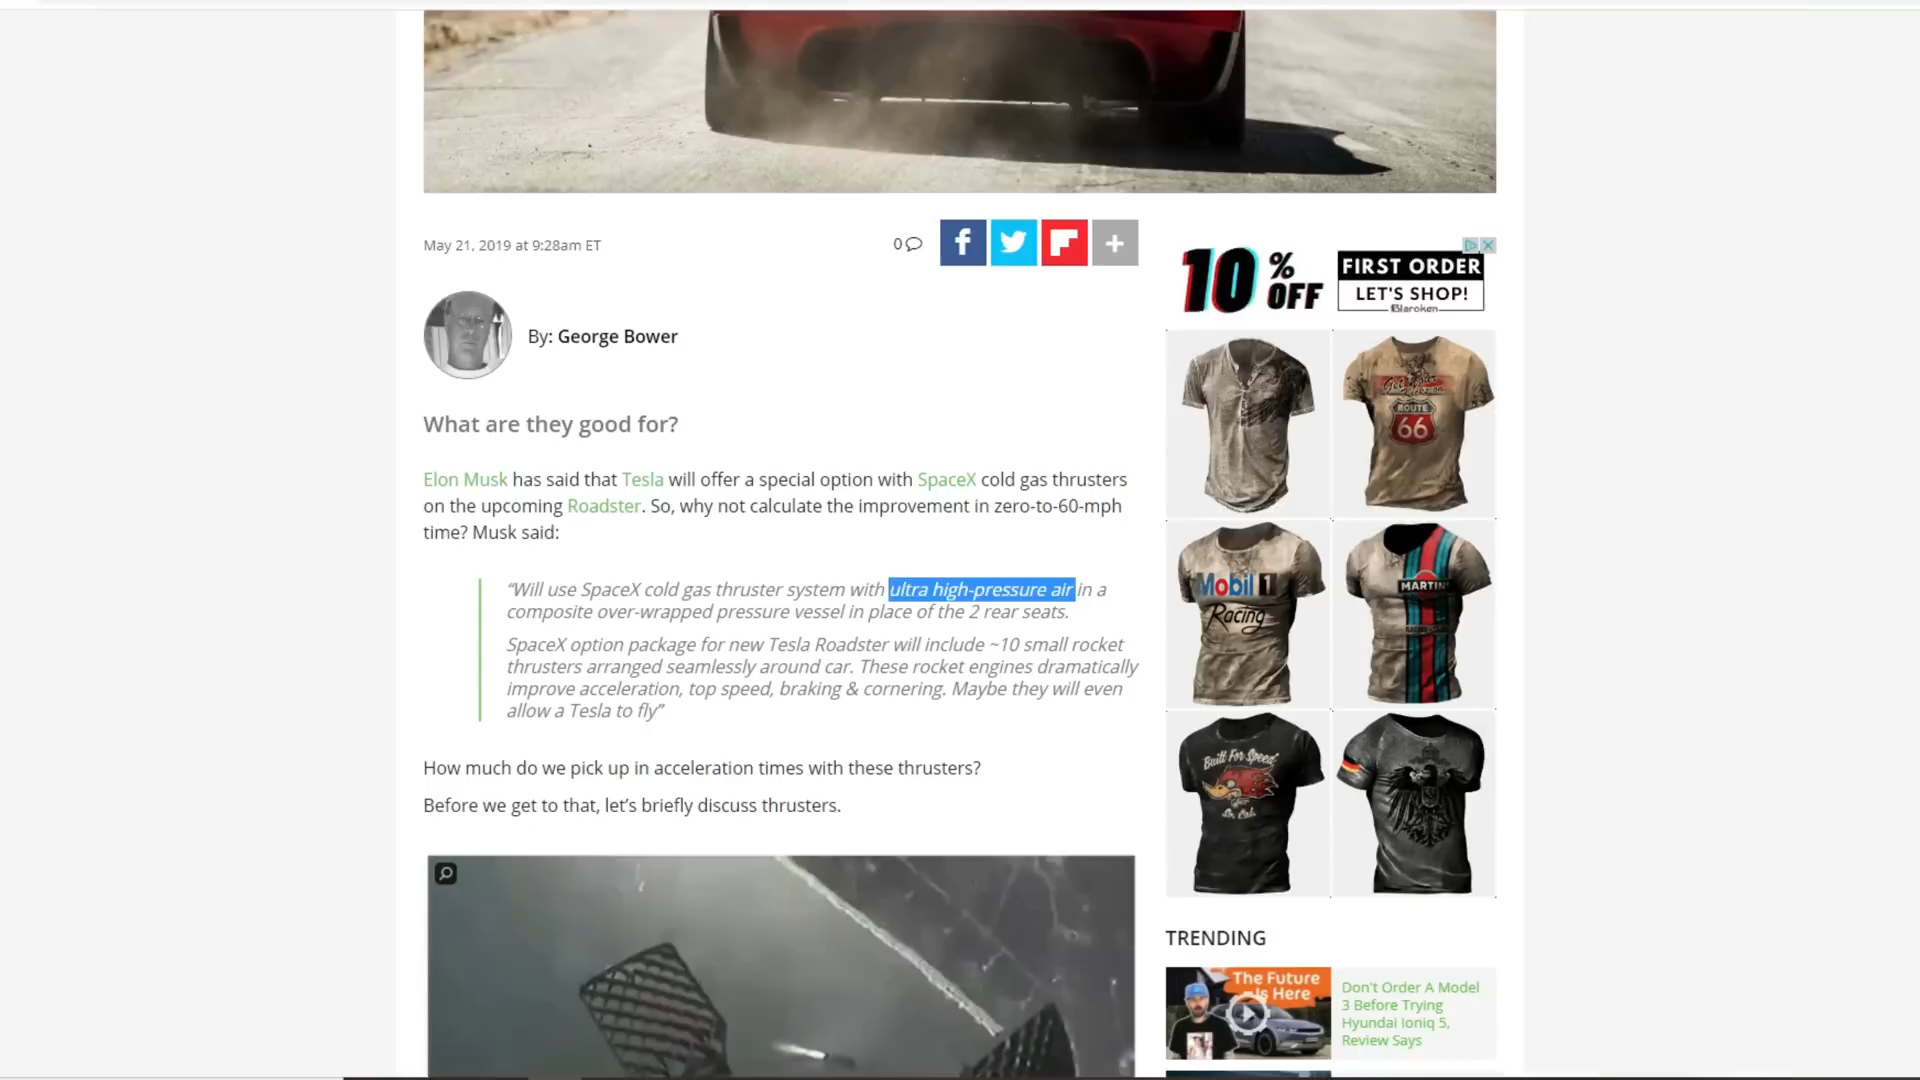 May 21, 2019 at 9:28am ET
0
By: George Bower
What are they good for?
Elon Musk has said that Tesla will offer a special option with SpaceX cold gas thrusters
on the upcoming Roadster. So, why not calculate the improvement in zero-to-60-mph
time? Musk said:
“Will use SpaceX cold gas thruster system with ultra high-pressure air in a
composite over-wrapped pressure vessel in place of the 2 rear seats.
SpaceX option package for new Tesla Roadster will include ~10 small rocket
thrusters arranged seamlessly around car. These rocket engines dramatically
improve acceleration, top speed, braking & cornering. Maybe they will even
allow a Tesla to fly”
How much do we pick up in acceleration times with these thrusters?
Before we get to that, let’s briefly discuss thrusters.
10 % OFF
FIRST ORDER
LET'S SHOP!
ROUTE
66
Mobil 1
Racing
MARTINI
Built For Speed
So. Cal.
TRENDING
The Future
Is Here
Don't Order A Model
3 Before Trying
Hyundai Ioniq 5,
Review Says